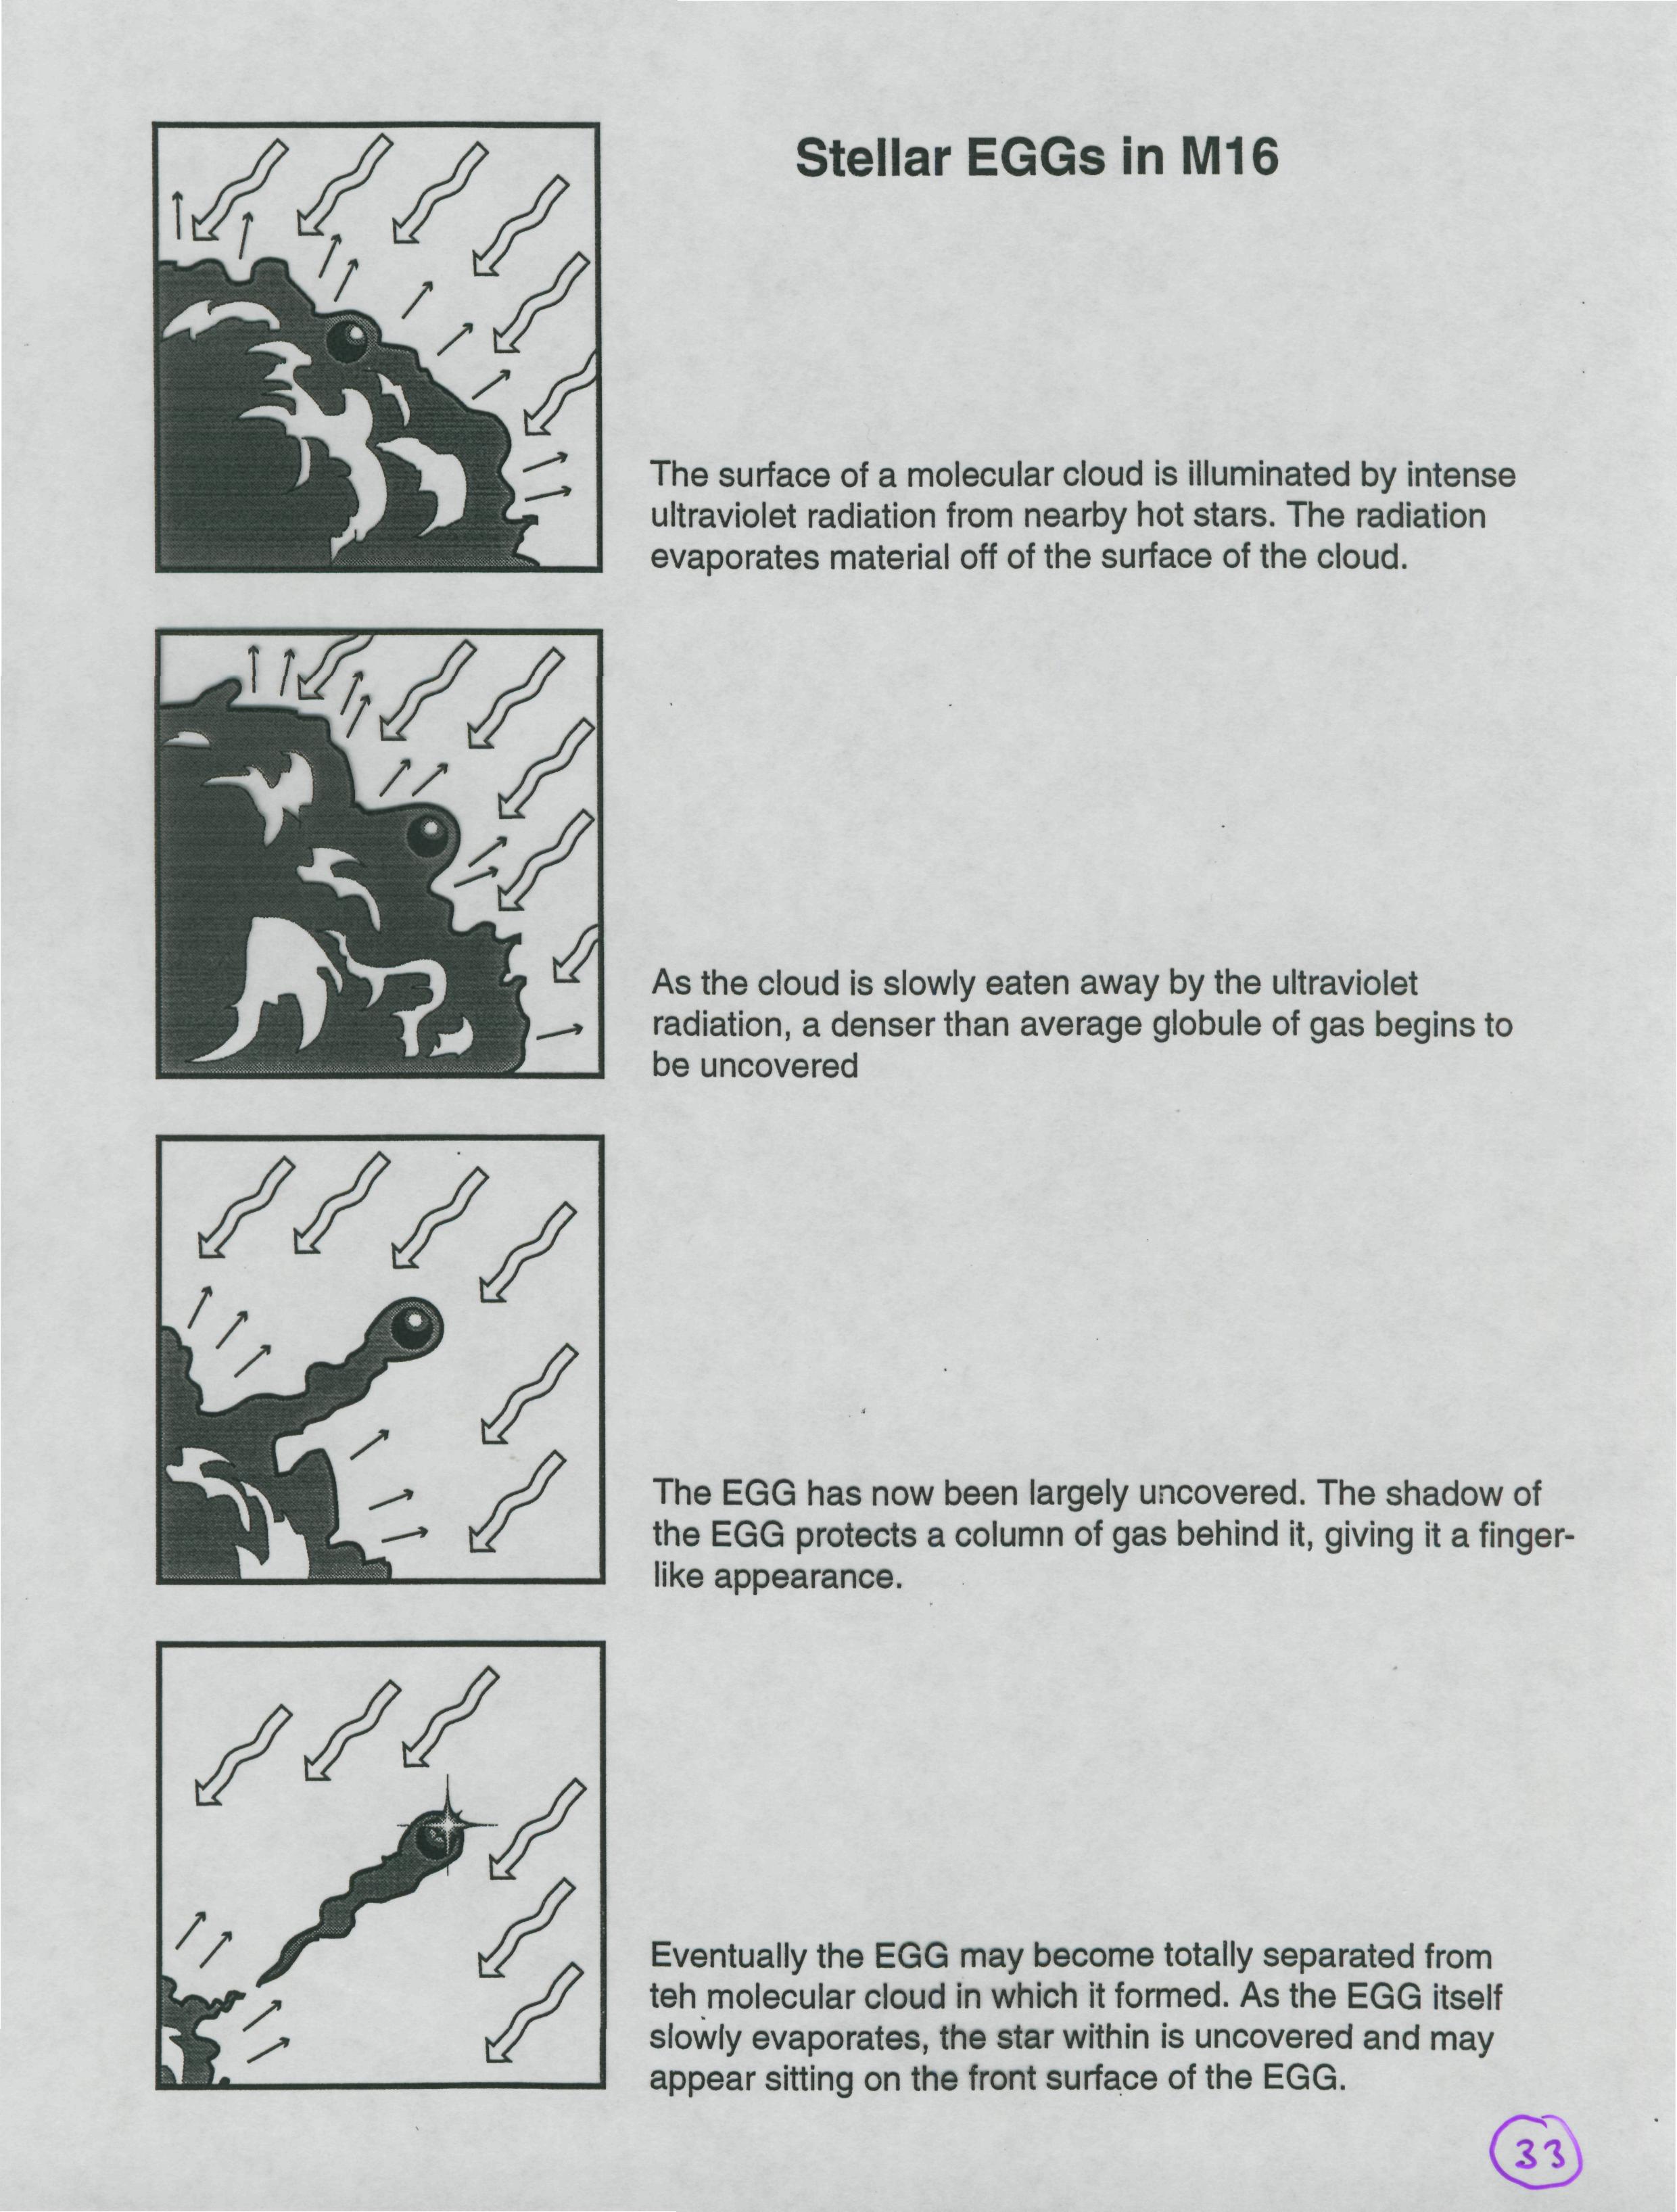 Stellar EGGs in M16
The surface of a molecular cloud is illuminated by intense
ultraviolet radiation from nearby hot stars. The radiation
evaporates material off of the surface of the cloud.
As the cloud is slowly eaten away by the ultraviolet
radiation, a denser than average globule of gas begins to
be uncovered
The EGG has now been largely uncovered. The shadow of
the EGG protects a column of gas behind it, giving it a finger-
like appearance.
Eventually the EGG may become totally separated from
teh molecular cloud in which it formed. As the EGG itself
slowly evaporates, the star within is uncovered and may
appear sitting on the front surface of the EGG.
33